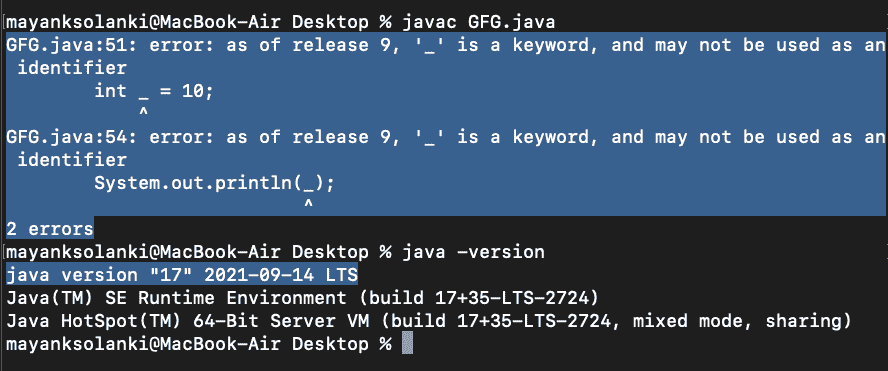 mayanksolanki@MacBook-Air Desktop % javac GFG.java
GFG.java:51: error: as of release 9, '_' is a keyword, and may not be used as an
 identifier
        int _ = 10;
            ^
GFG.java:54: error: as of release 9, '_' is a keyword, and may not be used as an
 identifier
        System.out.println(_);
                           ^
2 errors
mayanksolanki@MacBook-Air Desktop % java -version
java version "17" 2021-09-14 LTS
Java(TM) SE Runtime Environment (build 17+35-LTS-2724)
Java HotSpot(TM) 64-Bit Server VM (build 17+35-LTS-2724, mixed mode, sharing)
mayanksolanki@MacBook-Air Desktop %